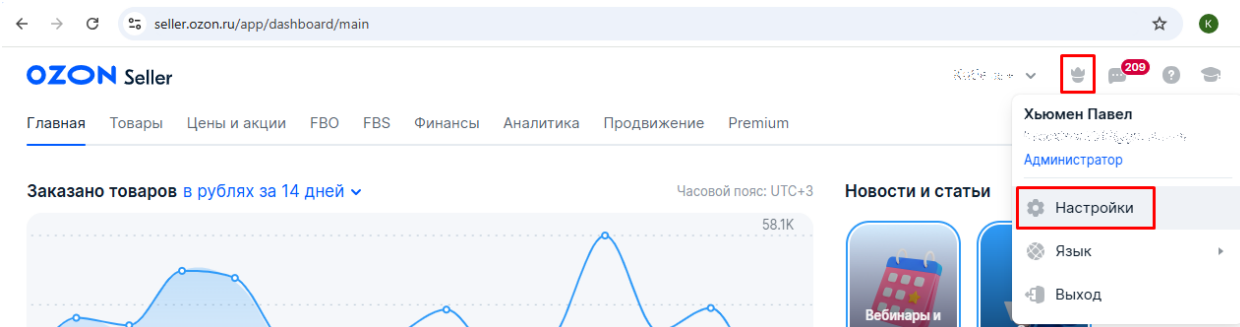 seller.ozon.ru/app/dashboard/main
K
OZON Seller
209
?
Главная Товары Цены и акции FBO FBS Финансы Аналитика Продвижение Premium
Хьюмен Павел
Администратор
Заказано товаров в рублях за 14 дней
Часовой пояс: UTC+3
58.1K
Новости и статьи
Вебинары и
Настройки
Язык
Выход